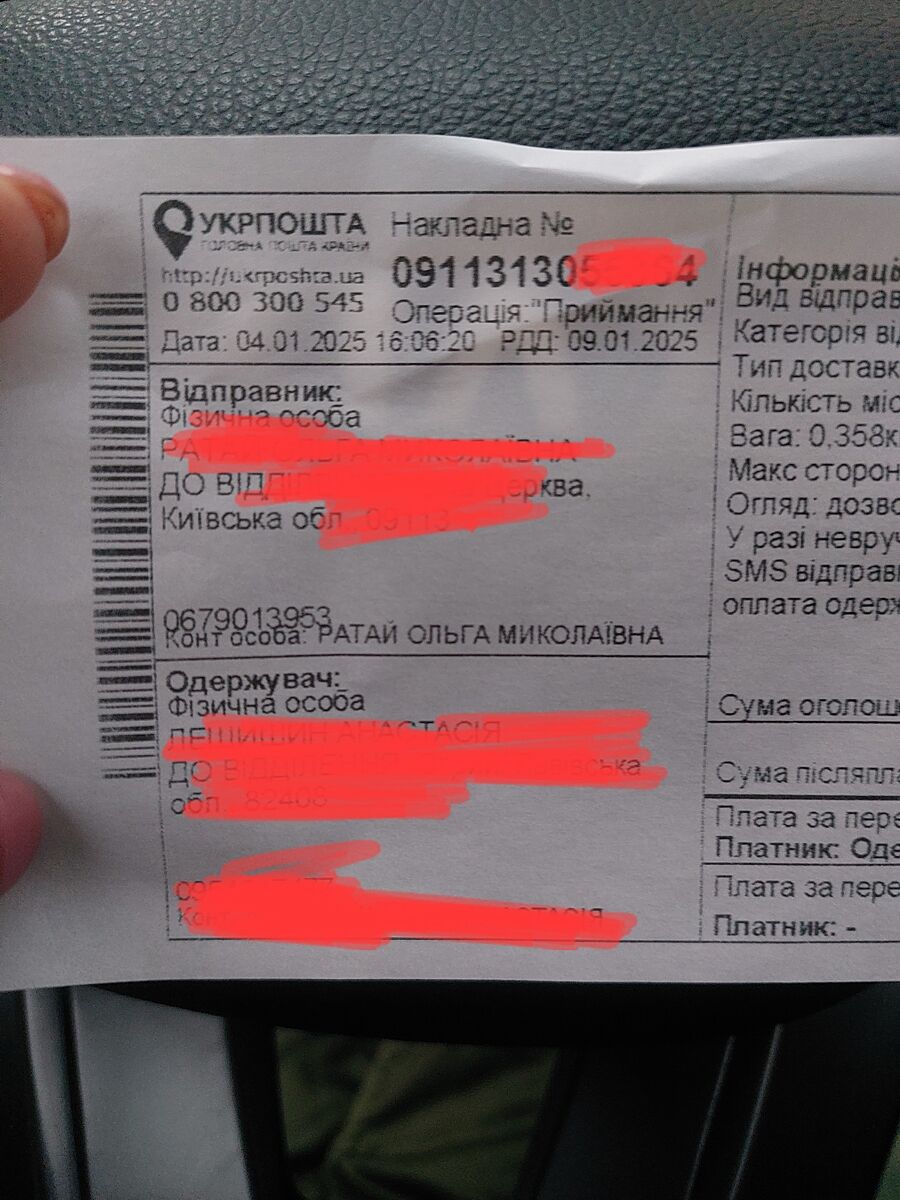 УКРПОШТА
ГОЛОВНА ПОШТА КРАЇНИ
http://ukrposhta.ua
0 800 300 545
Накладна №
Операція:"Приймання"
Дата: 04.01.2025 16:06:20 РДД: 09.01.2025
Відправник:
Фізична особа
ДО
Київська обл
0679013953
Конт особа: РАТАЙ ОЛЬГА МИКОЛАЇВНА
Одержувач:
Фізична особа
ДО
обл.
Інформаці
Вид відправ
Категорія ві
Тип доставк
Кількість міс
Вага: 0.358к
Макс сторон
Огляд: дозво
У разі невруч
SMS відправ
оплата одерж
Сума оголош
Сума післяпла
Плата за пере
Платник: Оде
Плата за пере
Платник: -